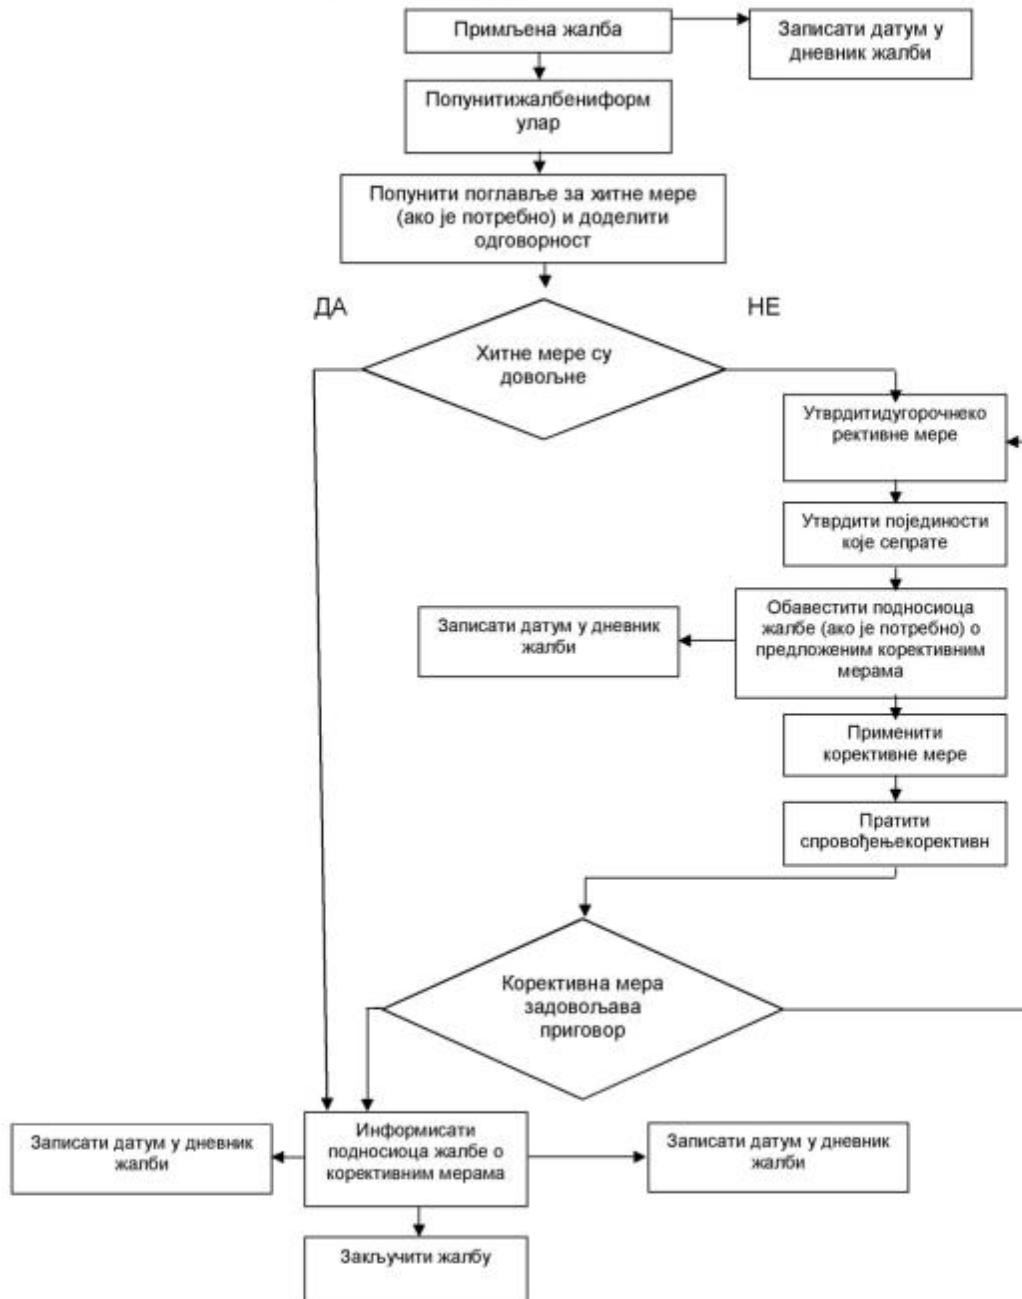 Примљена жалба
Записати датум у
дневник жалби
Попунитижалбениформ
улар
Попунити поглавље за хитне мере
(ако је потребно) и доделити
одговорност
ДА
НЕ
Хитне мере су
довољне
Утврдитидугорочнеко
рективне мере
Утврдити појединости
које сепрате
Обавестити подносиоца
жалбе (ако је потребно) о
предложеним корективним
мерама
Записати датум у дневник
жалби
Применити
корективне мере
Пратити
спровођењекорективн
Корективна мера
задовољава
приговор
Записати датум у дневник
жалби
Информисати
подносиоца жалбе о
корективним мерама
Записати датум у дневник
жалби
Закључити жалбу